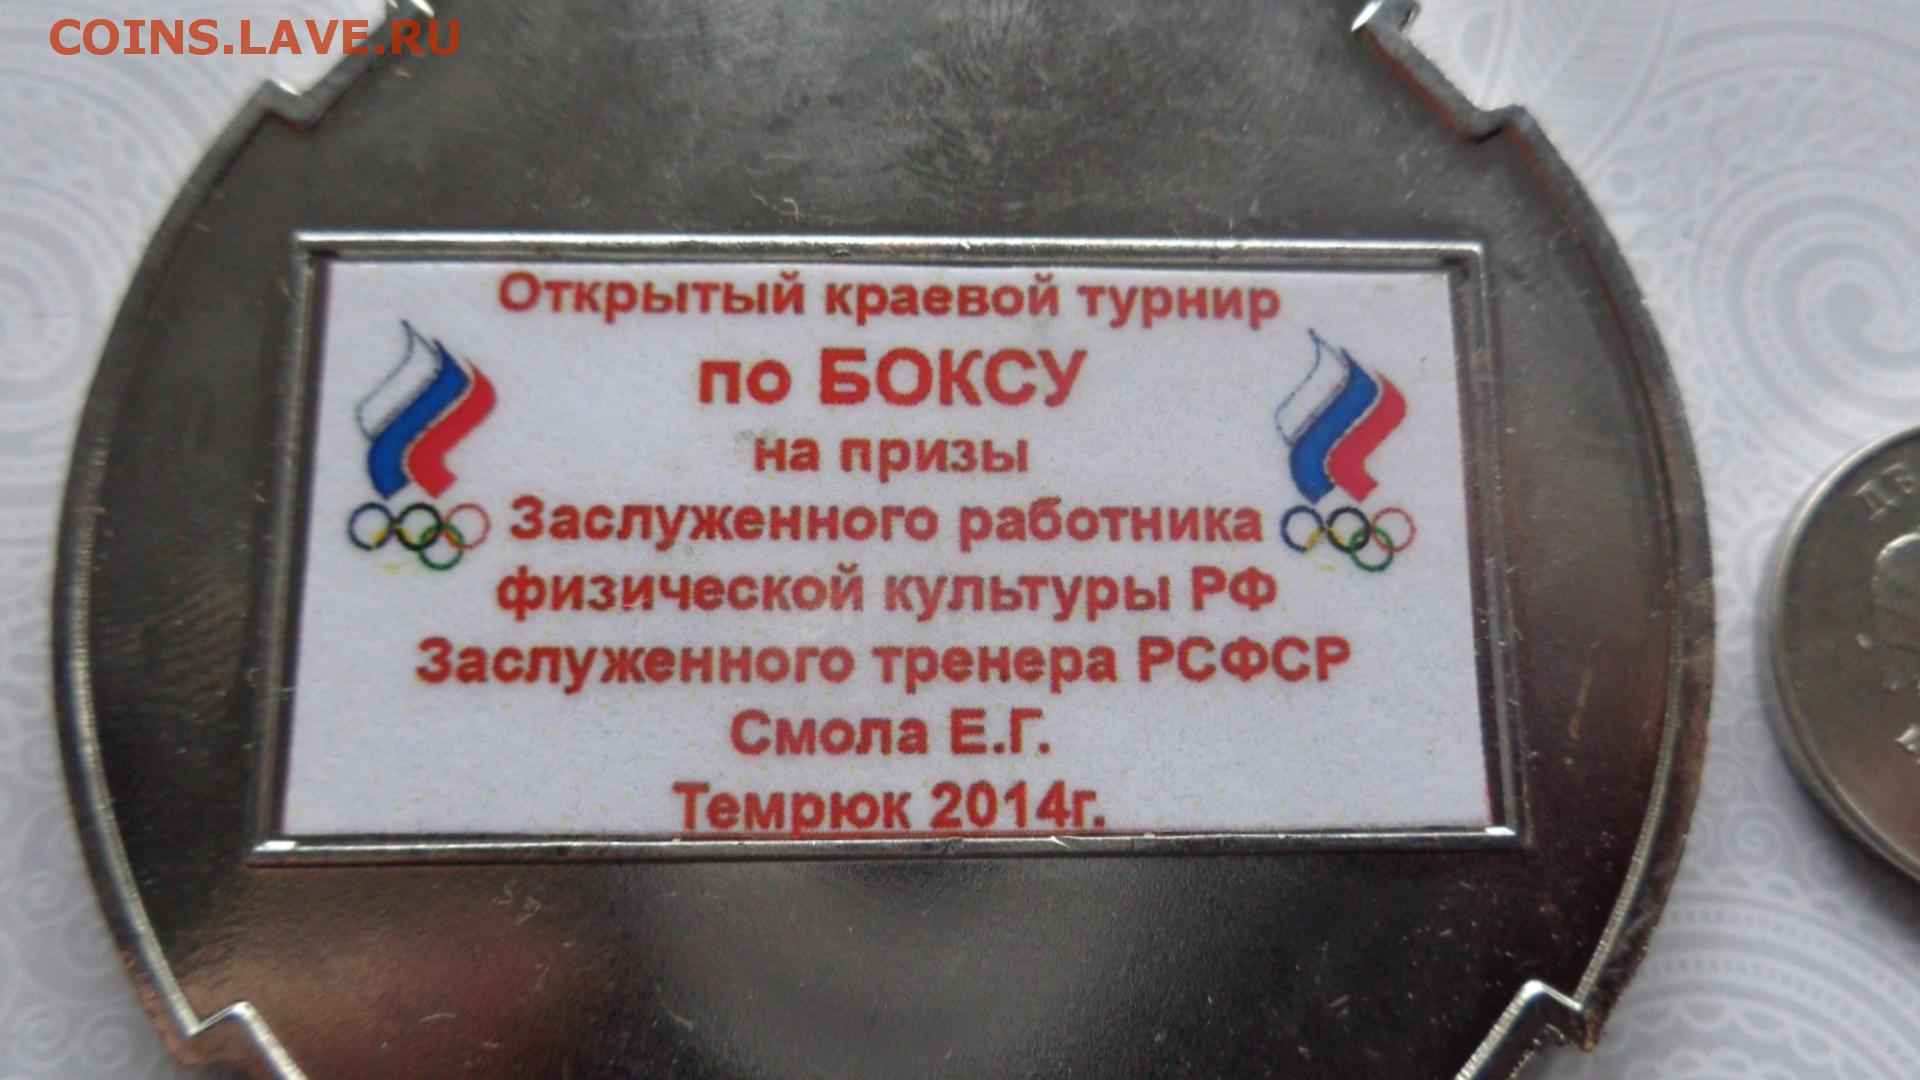 COINS.LAVE.RU
Открытый краевой турнир
по БОКСУ
на призы
Заслуженного работника
физической культуры РФ
Заслуженного тренера РСФСР
Смола Е.Г.
Темрюк 2014г.